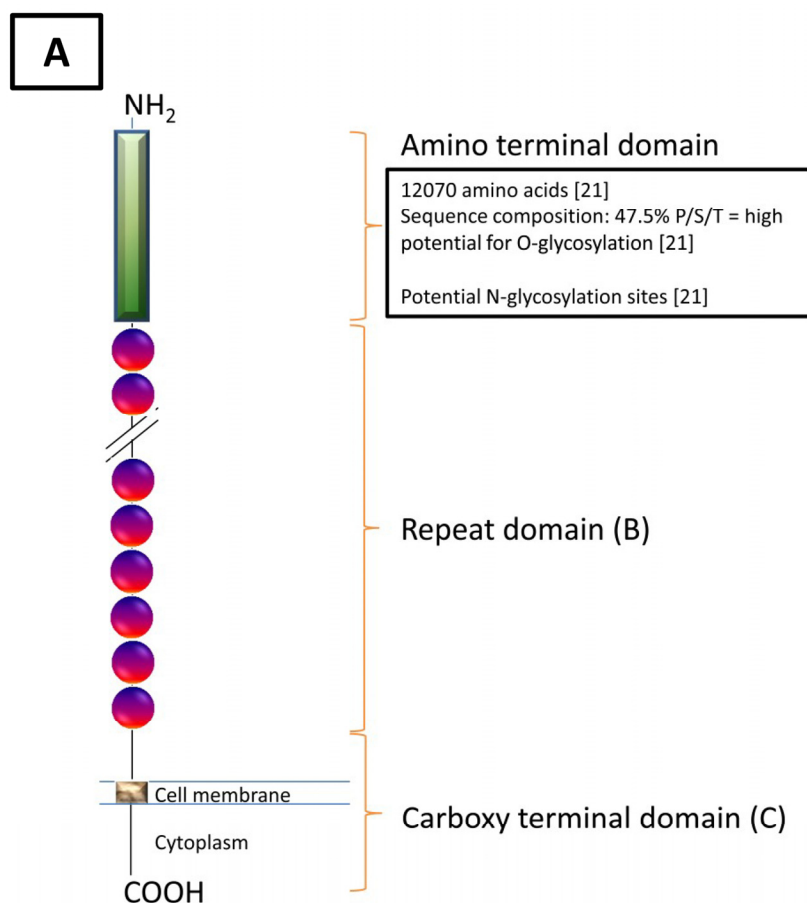 A
NH2
Amino terminal domain
12070 amino acids [21]
Sequence composition: 47.5% P/S/T = high
potential for O-glycosylation [21]
Potential N-glycosylation sites [21]
Repeat domain (B)
Cell membrane
Carboxy terminal domain (C)
Cytoplasm
COOH